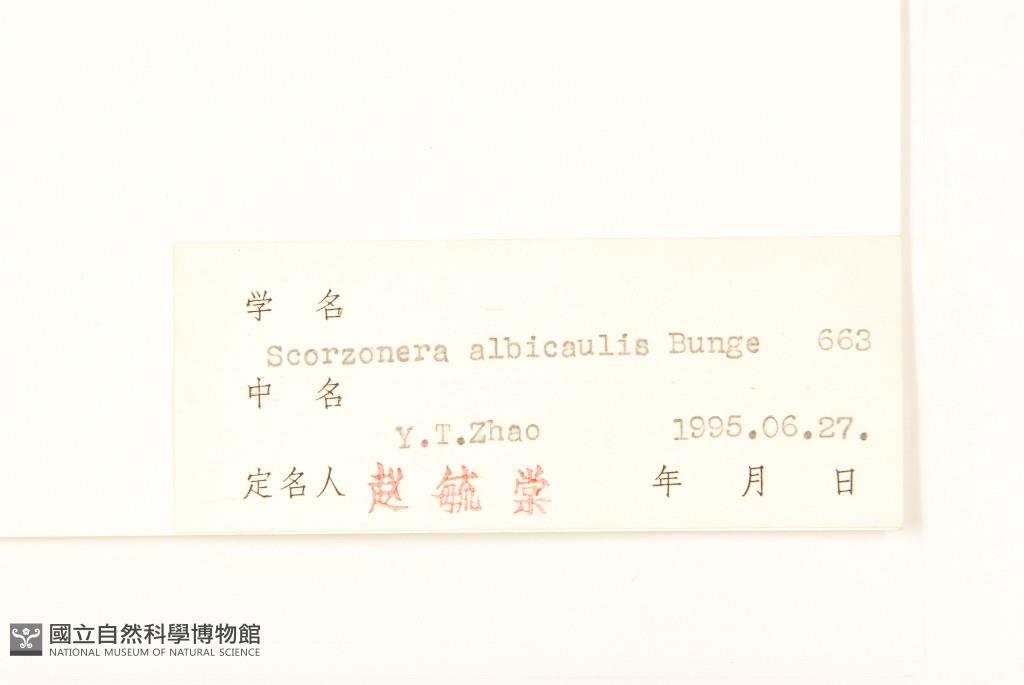 学 名
Scorzonera albicaulis Bunge 663
中 名
Y.T.Zhao 1995.06.27.
定名人 赵 毓 棠 年 月 日
國立自然科學博物館
NATIONAL MUSEUM OF NATURAL SCIENCE